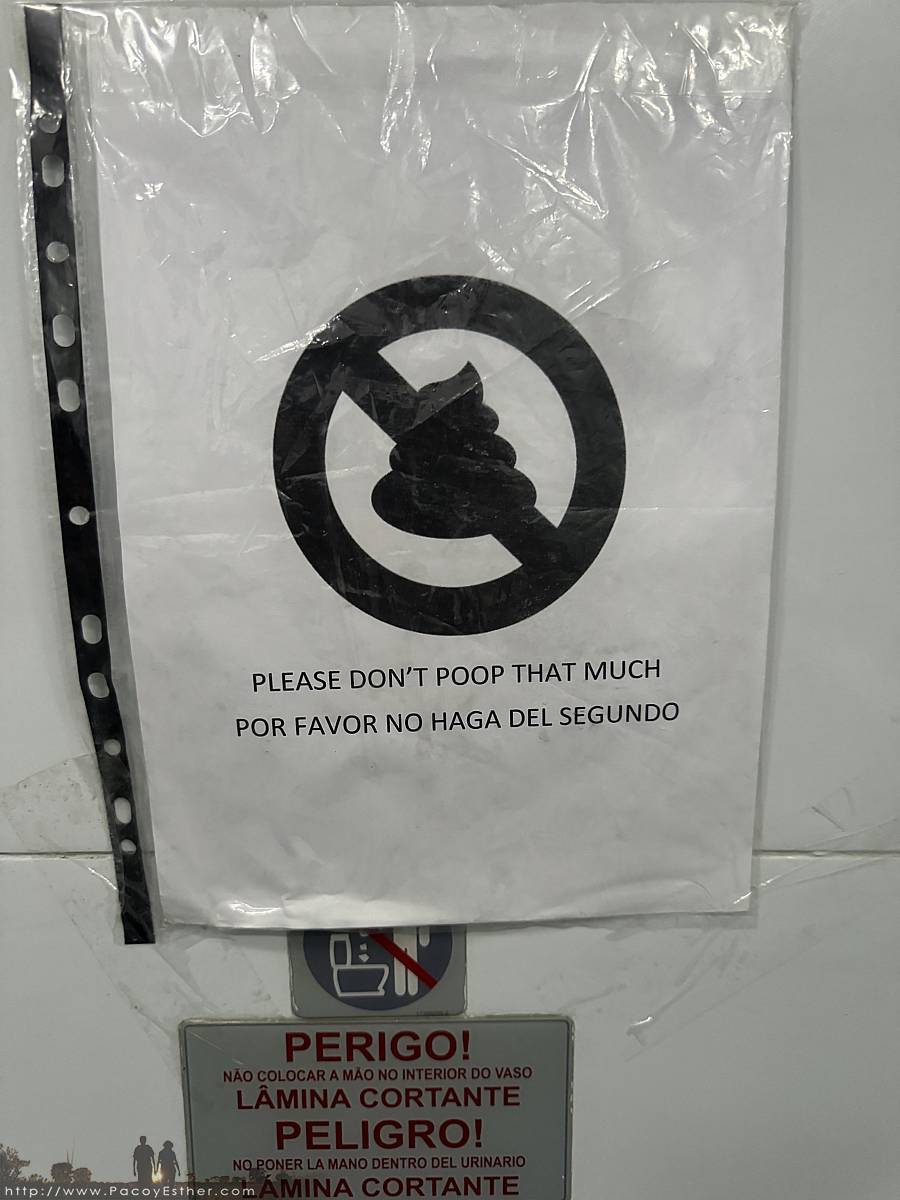 PLEASE DON'T POOP THAT MUCH
POR FAVOR NO HAGA DEL SEGUNDO
PERIGO!
NÃO COLOCAR A MÃO NO INTERIOR DO VASO
LÂMINA CORTANTE
PELIGRO!
NO PONER LA MANO DENTRO DEL URINARIO
LÁMINA CORTANTE
http://www.PacoyEsther.com